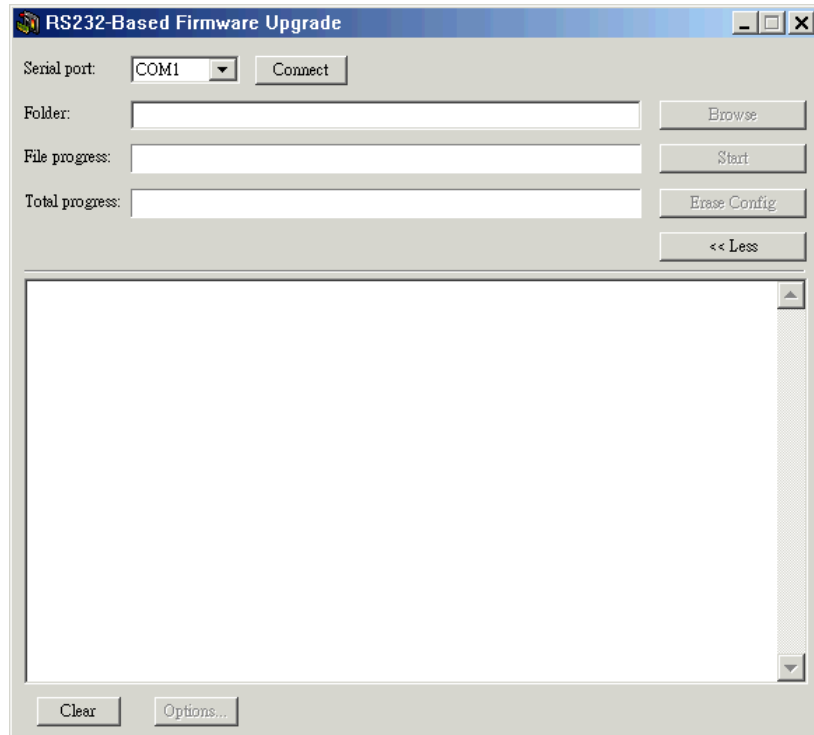 RS232-Based Firmware Upgrade
Serial port: COM1 Connect
Folder: Browse
File progress: Start
Total progress: Erase Config
<< Less
Clear Options...